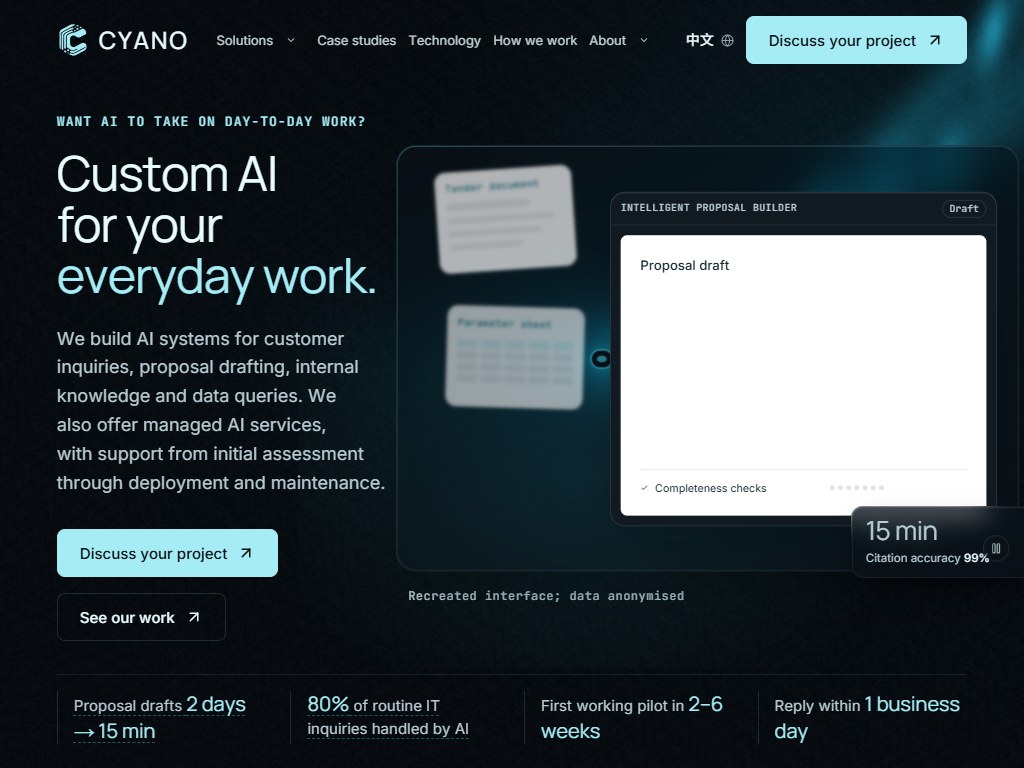 CYANO
Solutions
Case studies
Technology
How we work
About
中文
Discuss your project
WANT AI TO TAKE ON DAY-TO-DAY WORK?
Custom AI
for your
everyday work.
We build AI systems for customer
inquiries, proposal drafting, internal
knowledge and data queries. We
also offer managed AI services,
with support from initial assessment
through deployment and maintenance.
Discuss your project
See our work
Tender document
Parameter sheet
INTELLIGENT PROPOSAL BUILDER
Draft
Proposal draft
Completeness checks
15 min
Citation accuracy 99%
Recreated interface; data anonymised
Proposal drafts 2 days
→ 15 min
80% of routine IT
inquiries handled by AI
First working pilot in 2–6
weeks
Reply within 1 business
day